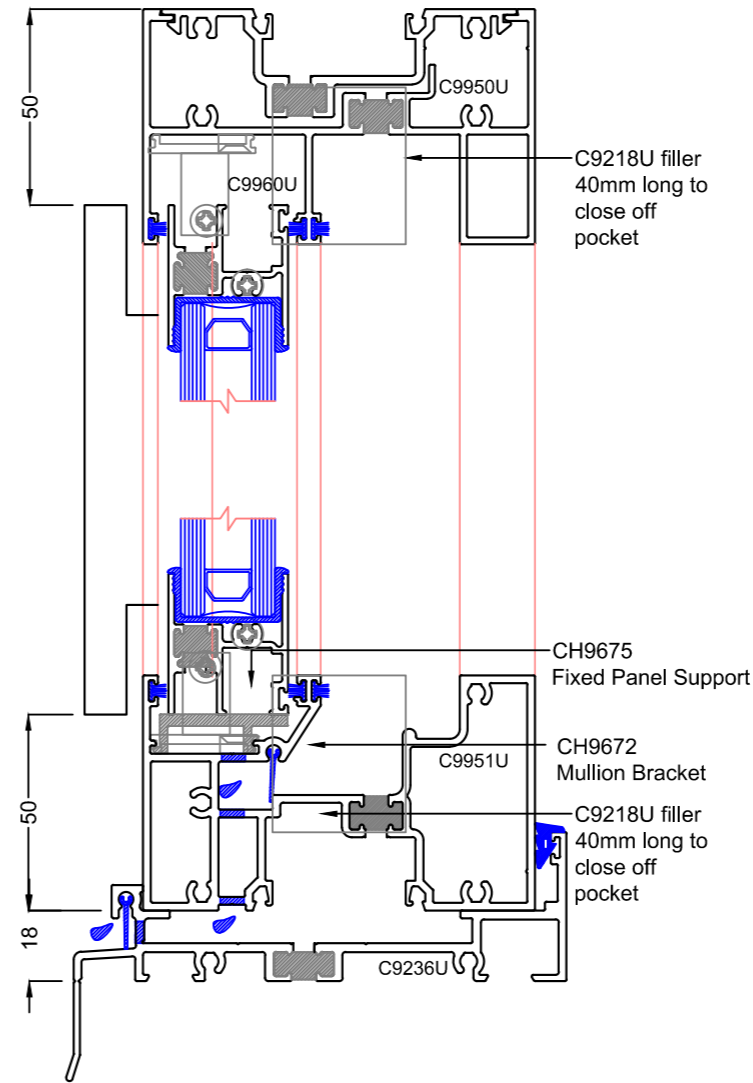 50
C9950U
C9218U filler
40mm long to
close off
pocket
C9960U
CH9675
Fixed Panel Support
CH9672
Mullion Bracket
C9951U
50
C9218U filler
40mm long to
close off
pocket
18
C9236U